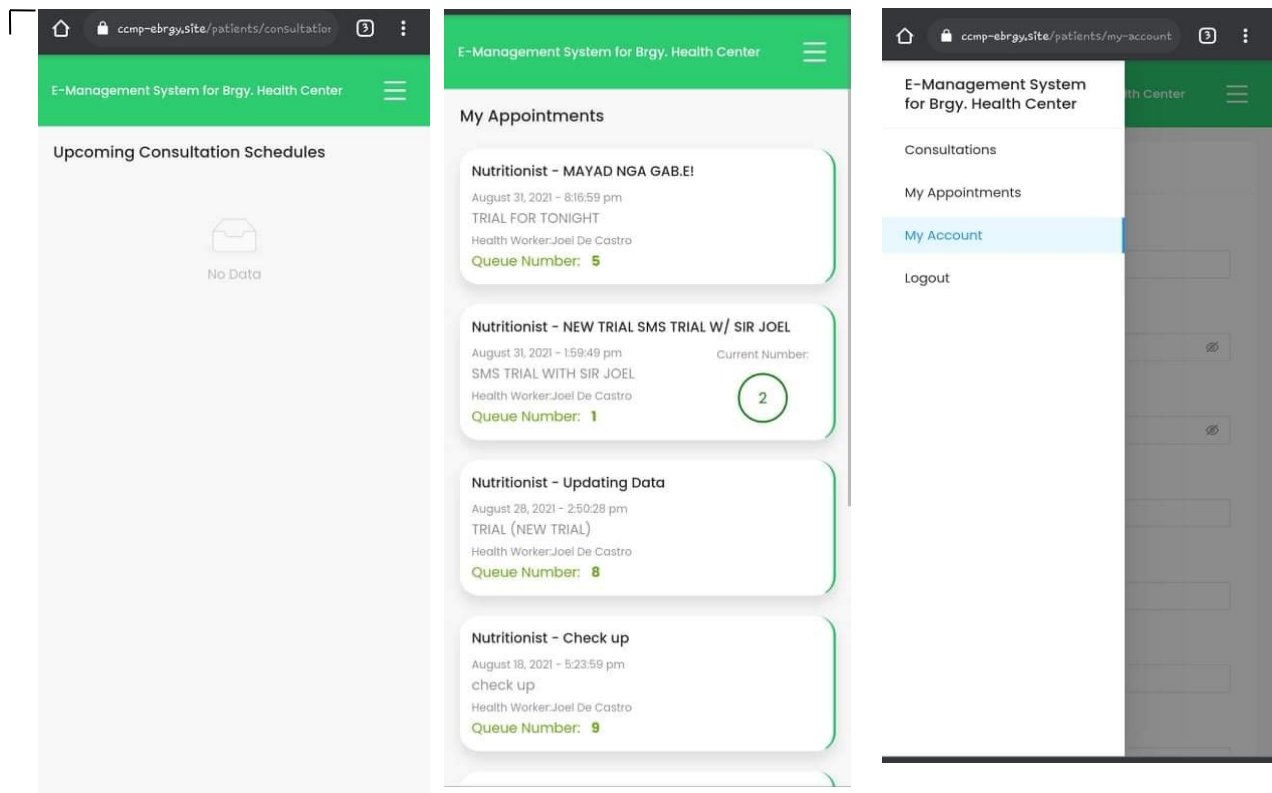 ccmp-ebrgy.site/patients/consultation
3
E-Management System for Brgy. Health Center
Upcoming Consultation Schedules
No Data
E-Management System for Brgy. Health Center
My Appointments
Nutritionist - MAYAD NGA GAB.E!
August 31, 2021 - 8:16:59 pm
TRIAL FOR TONIGHT
Health Worker:Joel De Castro
Queue Number: 5
Nutritionist - NEW TRIAL SMS TRIAL W/ SIR JOEL
August 31, 2021 - 1:59:49 pm
Current Number:
SMS TRIAL WITH SIR JOEL
2
Health Worker:Joel De Castro
Queue Number: 1
Nutritionist - Updating Data
August 28, 2021 - 2:50:28 pm
TRIAL (NEW TRIAL)
Health Worker:Joel De Castro
Queue Number: 8
Nutritionist - Check up
August 18, 2021 - 5:23:59 pm
check up
Health Worker:Joel De Castro
Queue Number: 9
ccmp-ebrgy.site/patients/my-account
3
E-Management System
for Brgy. Health Center
lth Center
Consultations
My Appointments
My Account
Logout